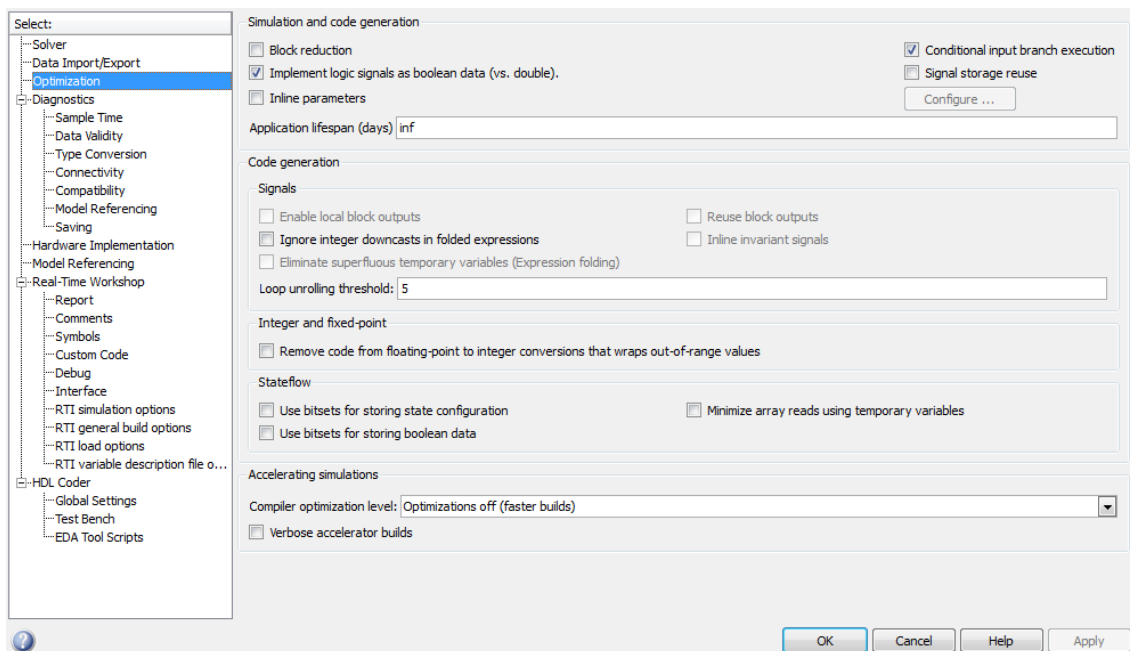 Select:
Solver
Data Import/Export
Optimization
Diagnostics
Sample Time
Data Validity
Type Conversion
Connectivity
Compatibility
Model Referencing
Saving
Hardware Implementation
Model Referencing
Real-Time Workshop
Report
Comments
Symbols
Custom Code
Debug
Interface
RTI simulation options
RTI general build options
RTI load options
RTI variable description file o...
HDL Coder
Global Settings
Test Bench
EDA Tool Scripts
Simulation and code generation
Block reduction
Conditional input branch execution
Implement logic signals as boolean data (vs. double).
Signal storage reuse
Inline parameters
Configure ...
Application lifespan (days) inf
Code generation
Signals
Enable local block outputs
Reuse block outputs
Ignore integer downcasts in folded expressions
Inline invariant signals
Eliminate superfluous temporary variables (Expression folding)
Loop unrolling threshold: 5
Integer and fixed-point
Remove code from floating-point to integer conversions that wraps out-of-range values
Stateflow
Use bitsets for storing state configuration
Minimize array reads using temporary variables
Use bitsets for storing boolean data
Accelerating simulations
Compiler optimization level: Optimizations off (faster builds)
Verbose accelerator builds
?
OK
Cancel
Help
Apply